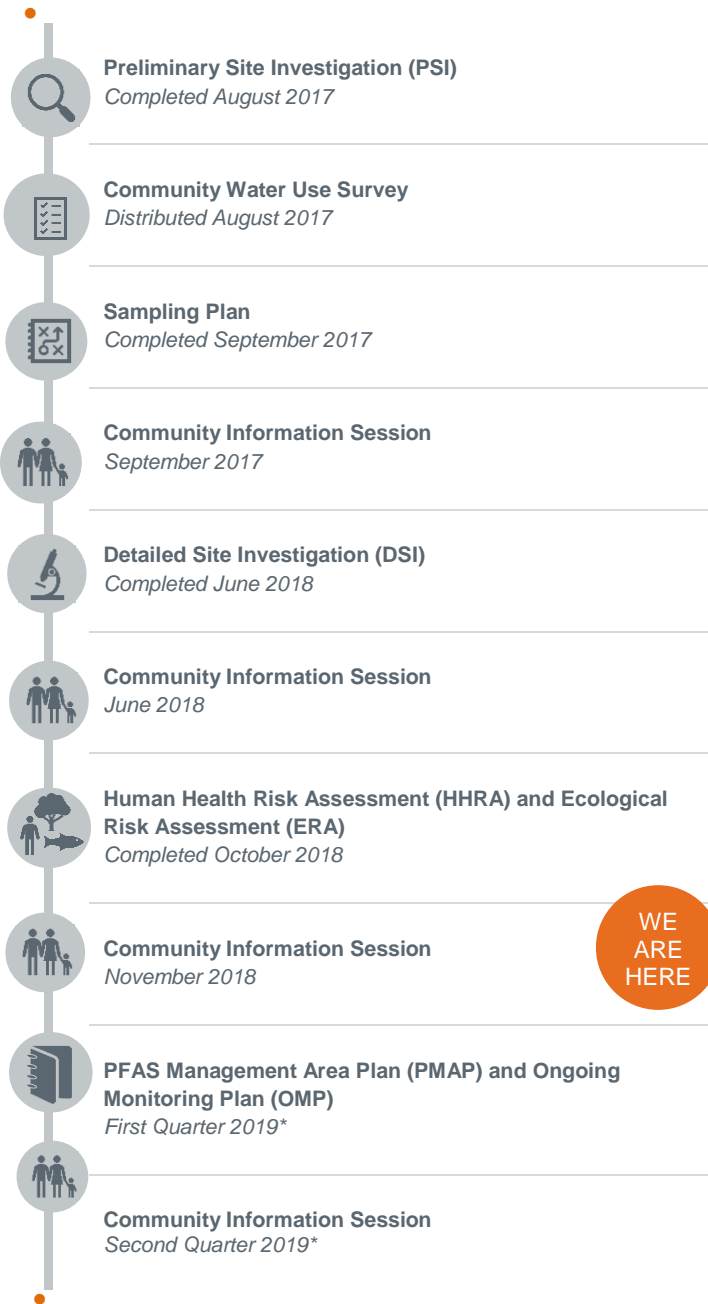 Preliminary Site Investigation (PSI)
Completed August 2017
Community Water Use Survey
Distributed August 2017
Sampling Plan
Completed September 2017
Community Information Session
September 2017
Detailed Site Investigation (DSI)
Completed June 2018
Community Information Session
June 2018
Human Health Risk Assessment (HHRA) and Ecological
Risk Assessment (ERA)
Completed October 2018
WE
ARE
HERE
Community Information Session
November 2018
PFAS Management Area Plan (PMAP) and Ongoing
Monitoring Plan (OMP)
First Quarter 2019*
Community Information Session
Second Quarter 2019*